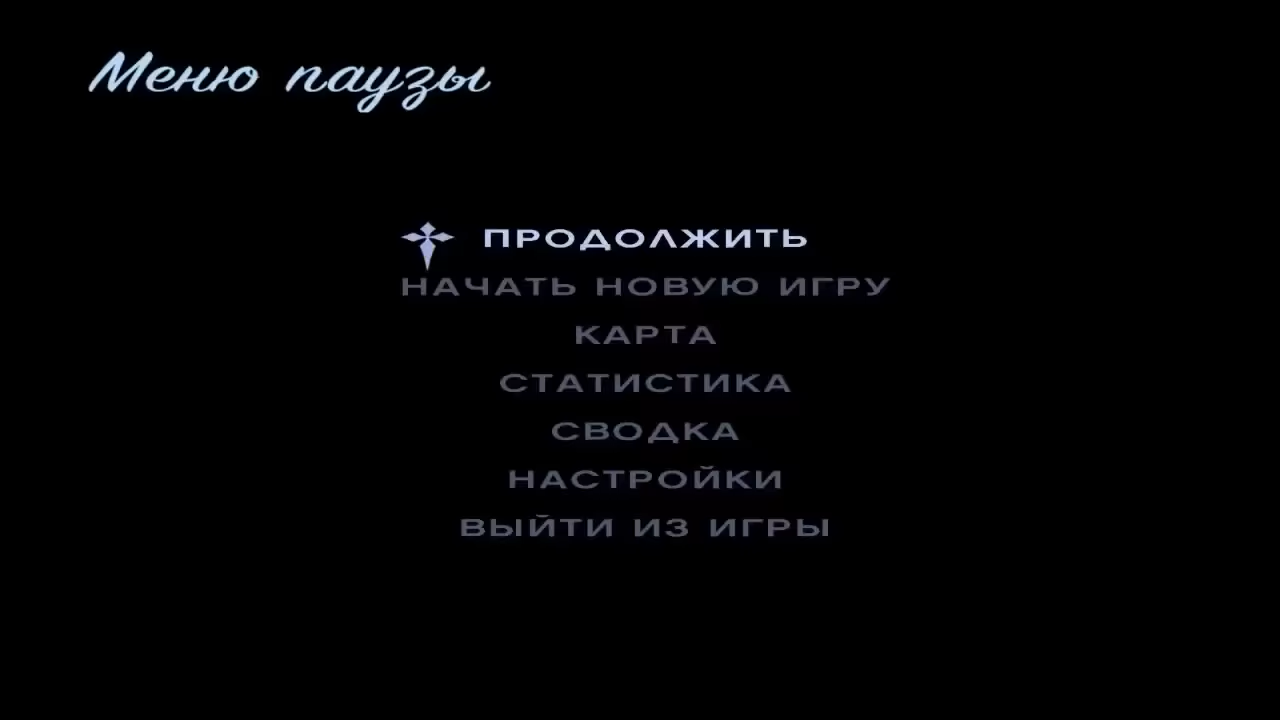 Меню паузы
ПРОДОЛЖИТЬ
НАЧАТЬ НОВУЮ ИГРУ
КАРТА
СТАТИСТИКА
СВОДКА
НАСТРОЙКИ
ВЫЙТИ ИЗ ИГРЫ